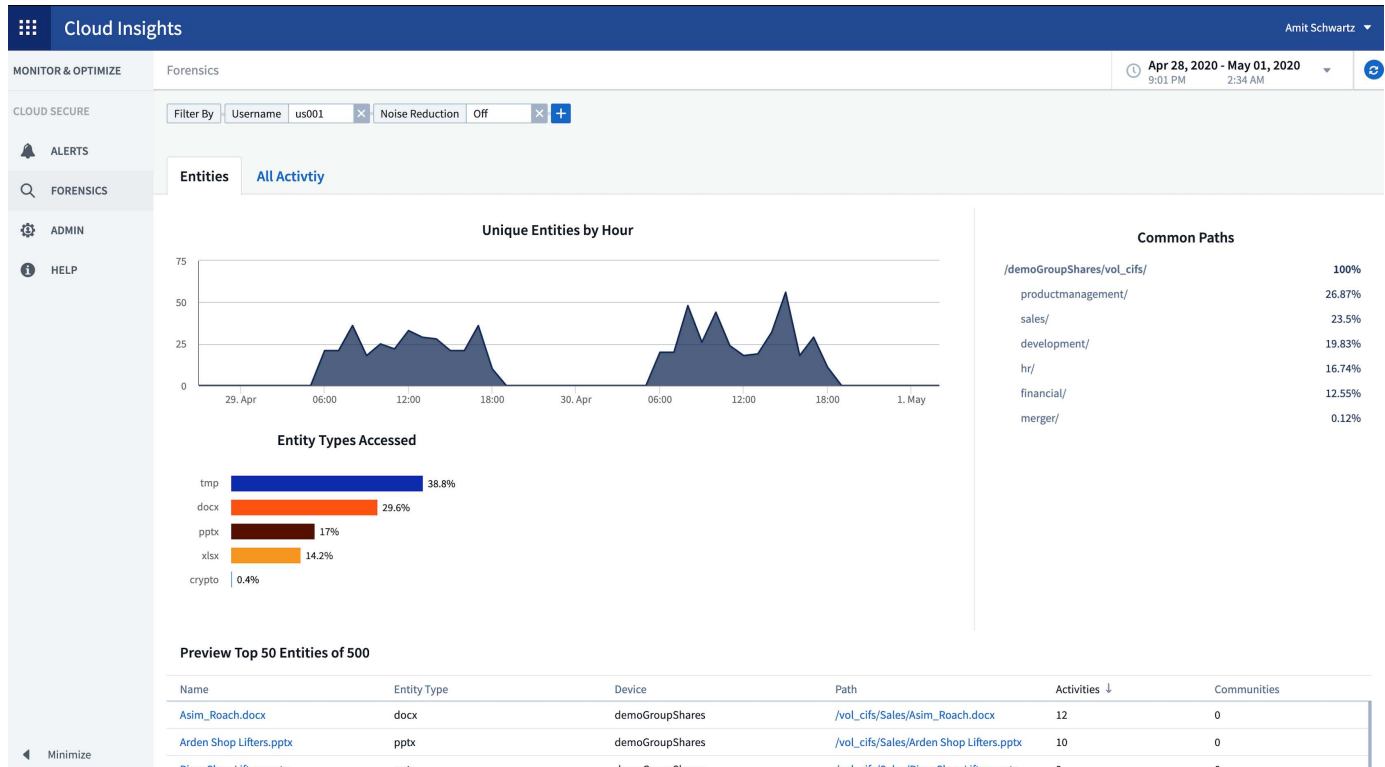 Cloud Insights
Amit Schwartz
MONITOR & OPTIMIZE
Forensics
Apr 28, 2020 - May 01, 2020
9:01 PM 2:34 AM
CLOUD SECURE
Filter By Username us001 Noise Reduction Off
ALERTS
FORENSICS
ADMIN
HELP
Entities All Activtiy
Unique Entities by Hour
75
50
25
0
29. Apr 06:00 12:00 18:00 30. Apr 06:00 12:00 18:00 1. May
Common Paths
/demoGroupShares/vol_cifs/ 100%
productmanagement/ 26.87%
sales/ 23.5%
development/ 19.83%
hr/ 16.74%
financial/ 12.55%
merger/ 0.12%
Entity Types Accessed
tmp 38.8%
docx 29.6%
pptx 17%
xlsx 14.2%
crypto 0.4%
Preview Top 50 Entities of 500
Name Entity Type Device Path Activities ↓ Communities
Asim_Roach.docx docx demoGroupShares /vol_cifs/Sales/Asim_Roach.docx 12 0
Arden Shop Lifters.pptx pptx demoGroupShares /vol_cifs/Sales/Arden Shop Lifters.pptx 10 0
Minimize